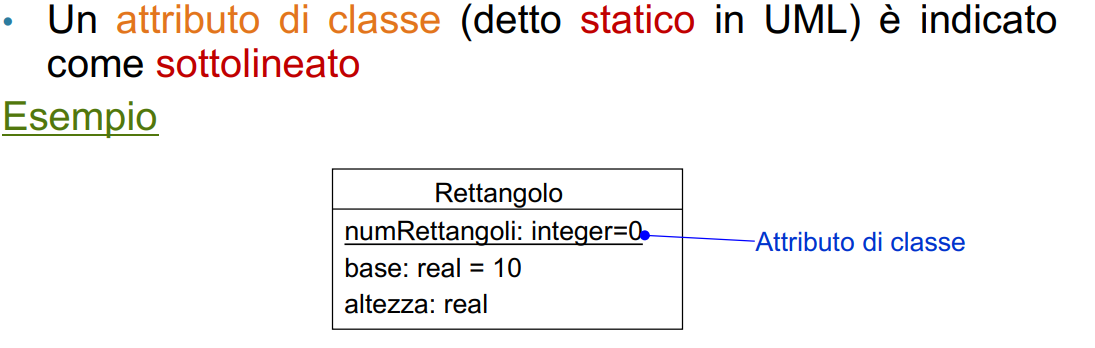 • Un attributo di classe (detto statico in UML) è indicato
come sottolineato
Esempio
Rettangolo
numRettangoli: integer=0
Attributo di classe
base: real = 10
altezza: real